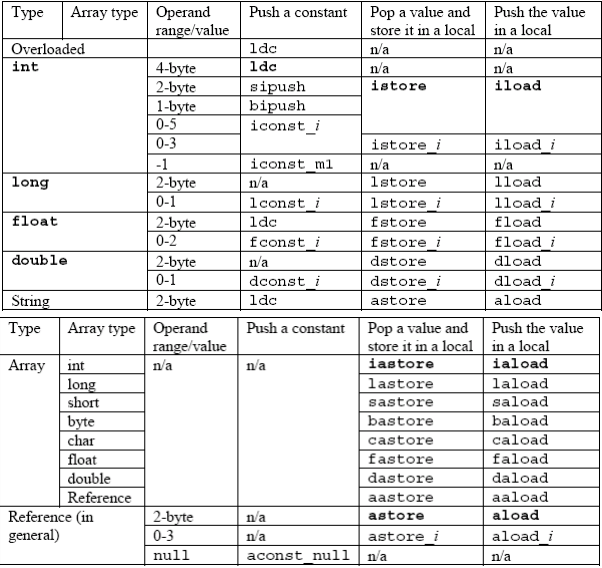 Type Array type Operand range/value Push a constant Pop a value and store it in a local Push the value in a local
Overloaded ldc n/a n/a
int 4-byte ldc n/a n/a
2-byte sipush istore iload
1-byte bipush
0-5 iconst_i
0-3 istore_i iload_i
-1 iconst_m1 n/a n/a
long 2-byte n/a lstore lload
0-1 lconst_i lstore_i lload_i
float 2-byte ldc fstore fload
0-2 fconst_i fstore_i fload_i
double 2-byte n/a dstore dload
0-1 dconst_i dstore_i dload_i
String 2-byte ldc astore aload
Type Array type Operand range/value Push a constant Pop a value and store it in a local Push the value in a local
Array int n/a n/a iastore iaload
long lastore laload
short sastore saload
byte bastore baload
char castore caload
float fastore faload
double dastore daload
Reference aastore aaload
Reference (in general) 2-byte n/a astore aload
0-3 n/a astore_i aload_i
null aconst_null n/a n/a